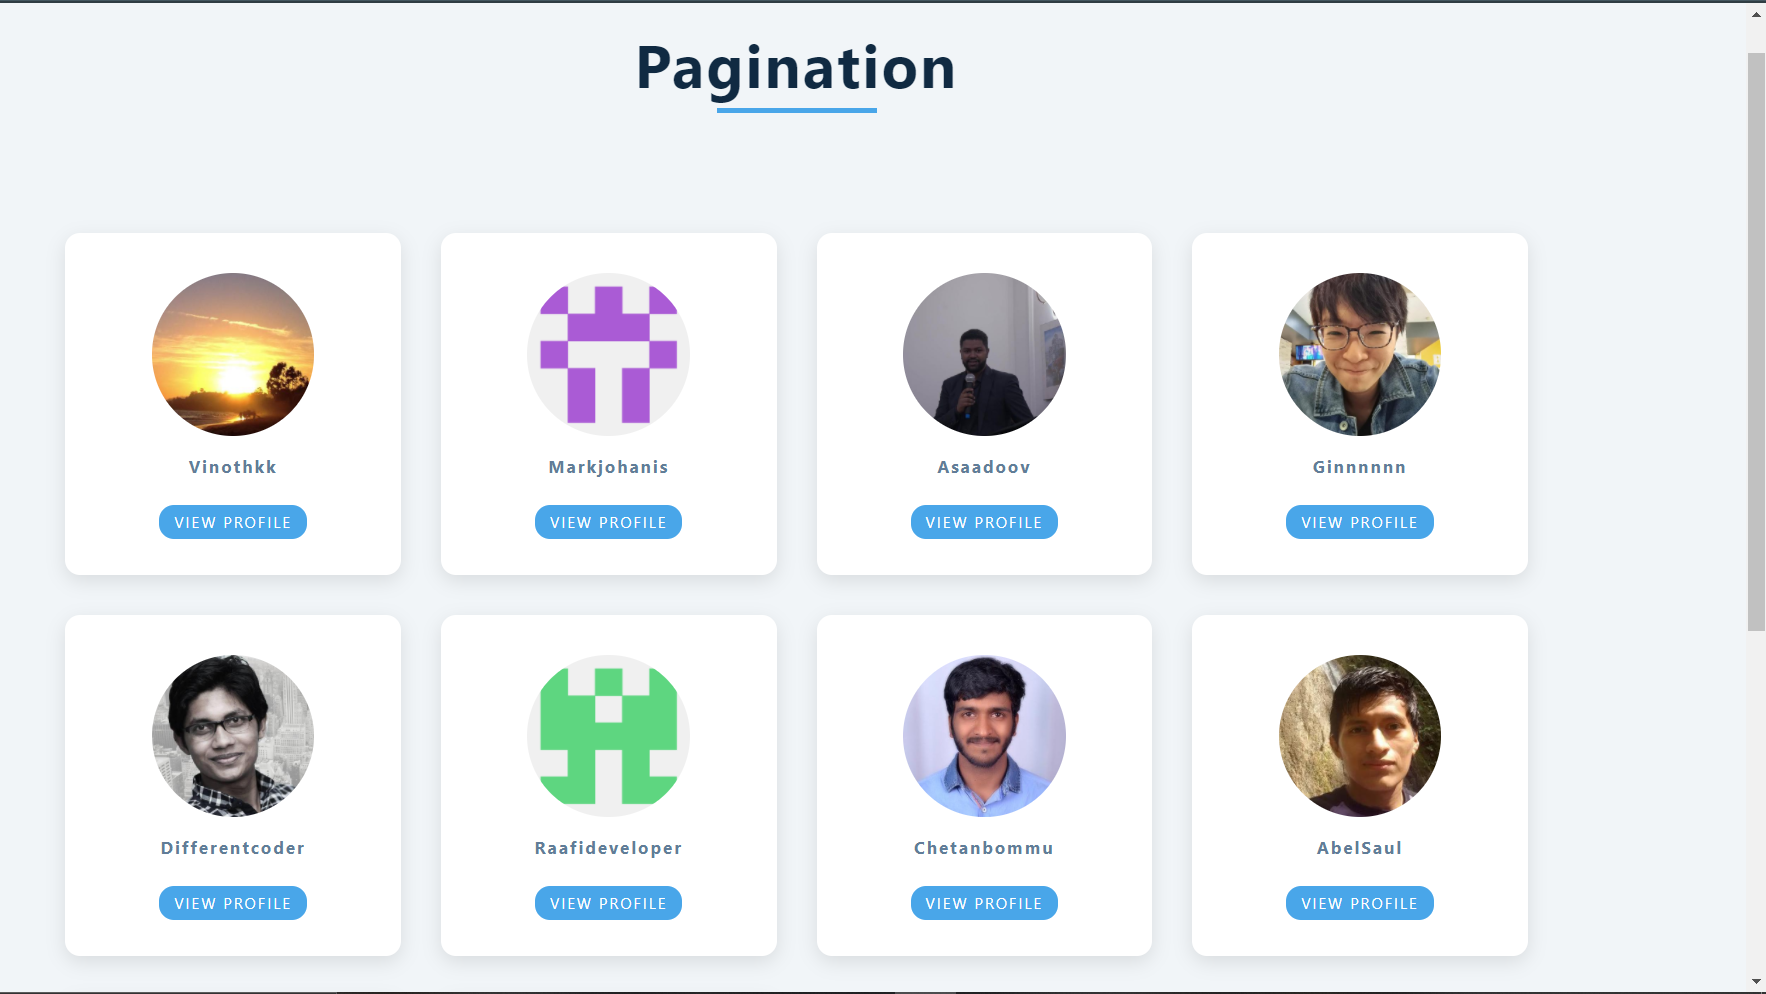 Pagination
Vinothkk
Markjohanis
Asaadoov
Ginnnnnn
VIEW PROFILE
VIEW PROFILE
VIEW PROFILE
VIEW PROFILE
Differentcoder
Raafideveloper
Chetanbommu
AbelSaul
VIEW PROFILE
VIEW PROFILE
VIEW PROFILE
VIEW PROFILE